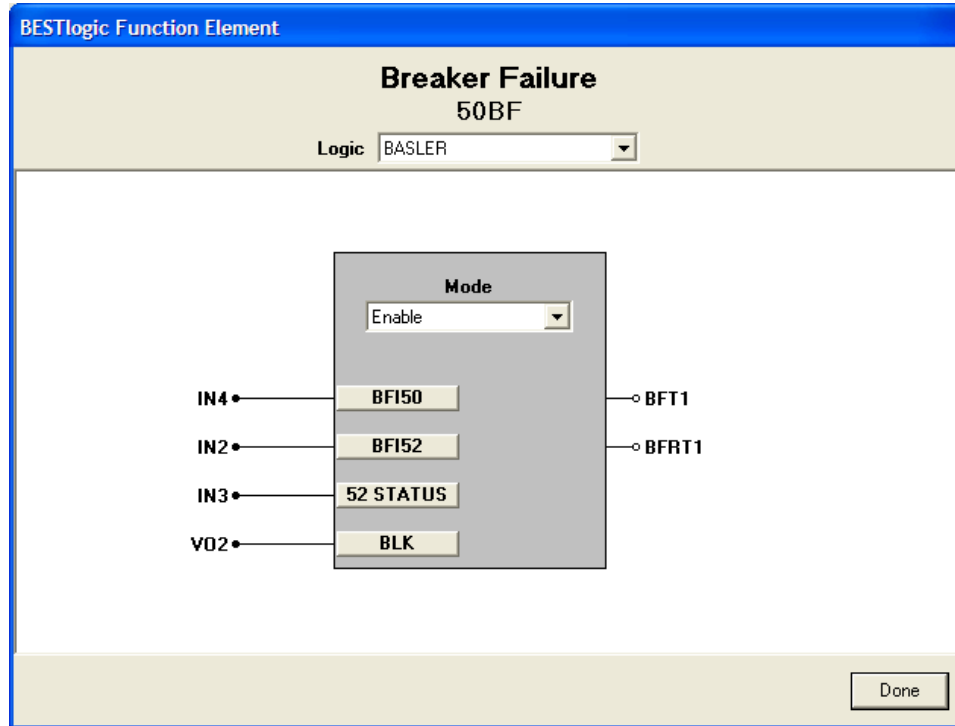 BESTlogic Function Element
Breaker Failure
50BF
Logic BASLER
Mode
Enable
IN4 BFI50 BFT1
IN2 BFI52 BFRT1
IN3 52 STATUS
VO2 BLK
Done